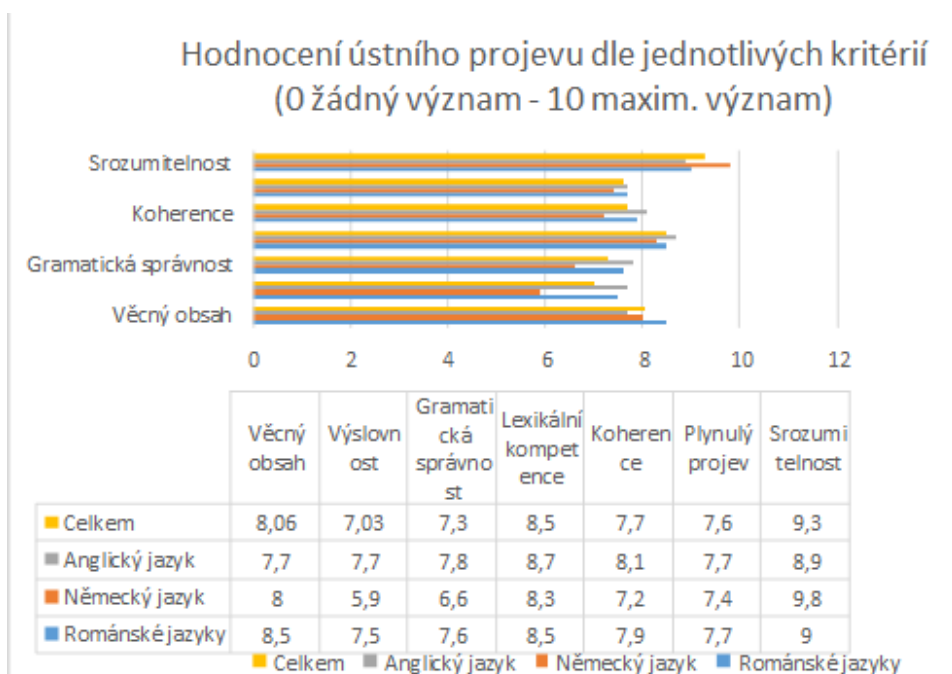 Hodnocení ústního projevu dle jednotlivých kritérií
(0 žádný význam - 10 maxim. význam)
Srozumitelnost
Koherence
Gramatická správnost
Věcný obsah
0 2 4 6 8 10 12
Věcný obsah Výslovn ost Gramati cká správno st Lexikální kompet ence Koheren ce Plynulý projev Srozumi telnost
Celkem 8,06 7,03 7,3 8,5 7,7 7,6 9,3
Anglický jazyk 7,7 7,7 7,8 8,7 8,1 7,7 8,9
Německý jazyk 8 5,9 6,6 8,3 7,2 7,4 9,8
Románské jazyky 8,5 7,5 7,6 8,5 7,9 7,7 9
Celkem Anglický jazyk Německý jazyk Románské jazyky